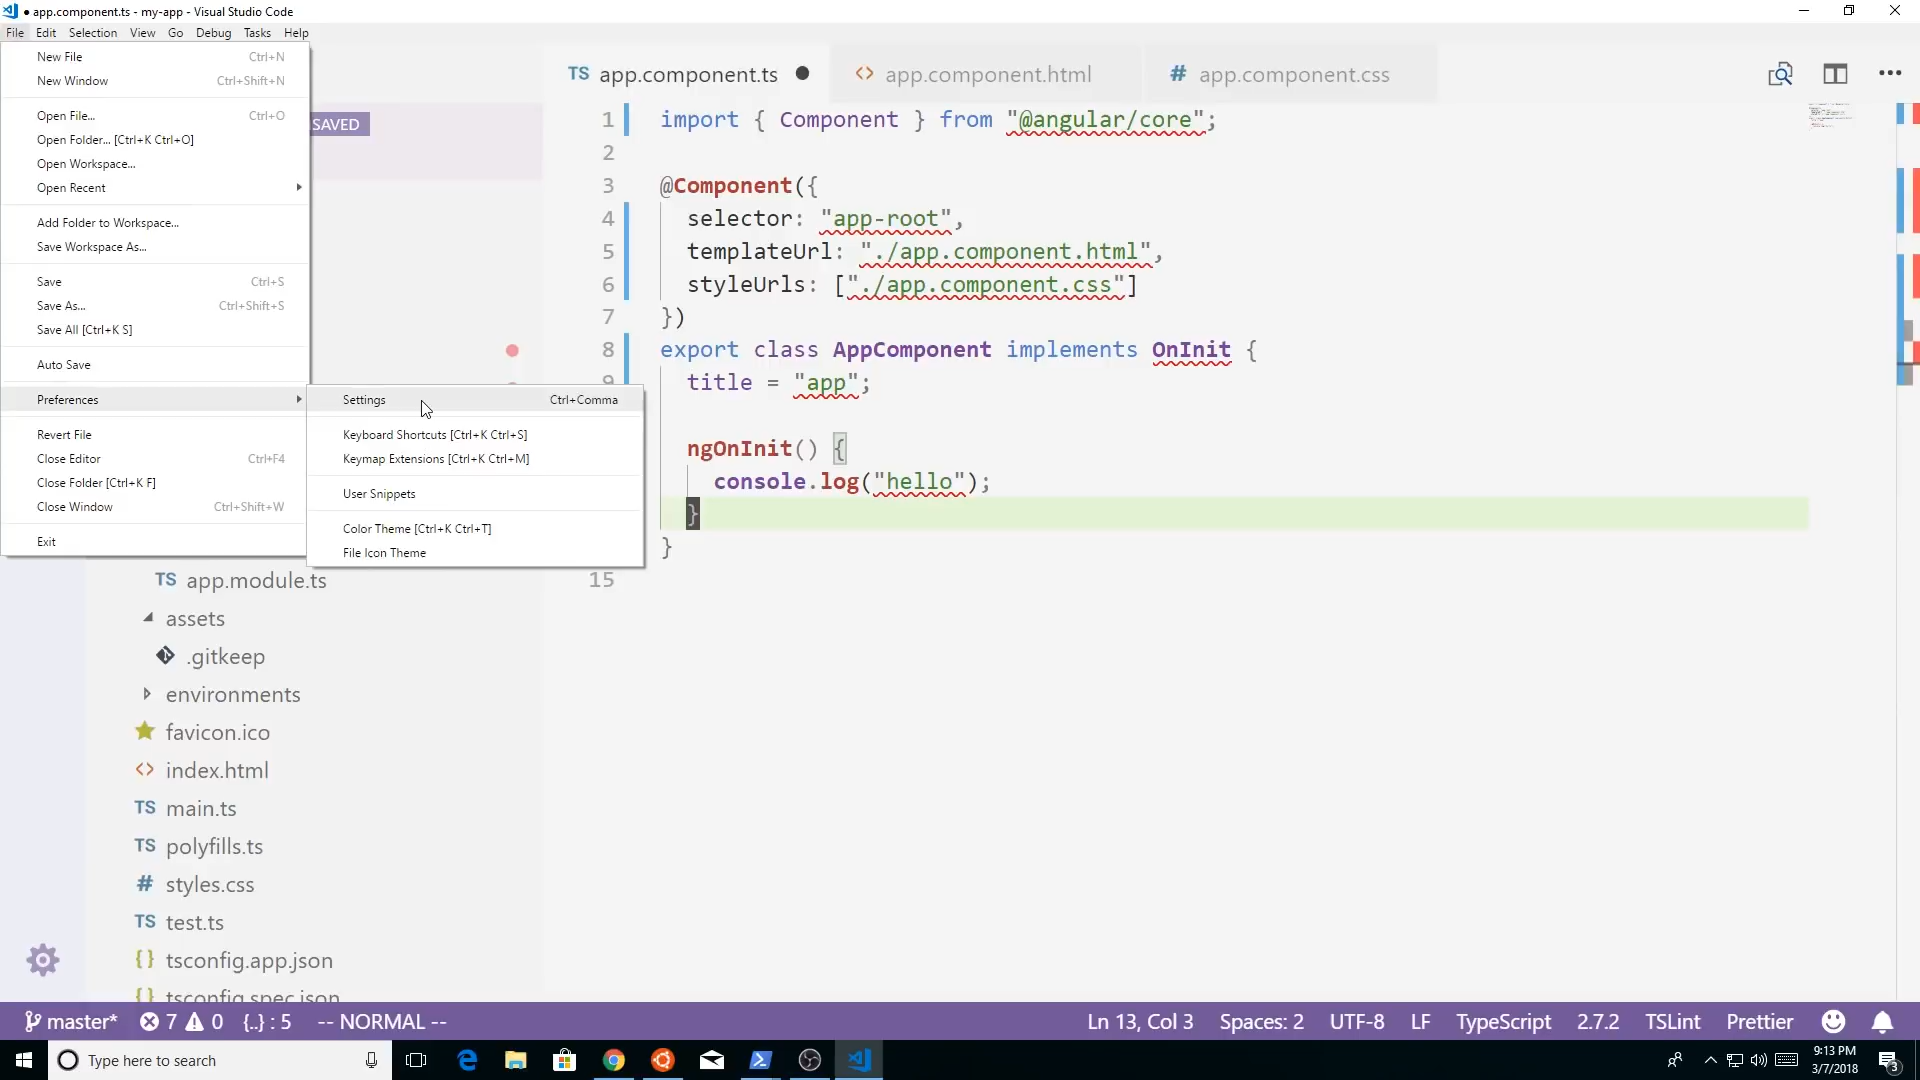 app.component.ts - my-app - Visual Studio Code
File Edit Selection View Go Debug Tasks Help
New File Ctrl+N
New Window Ctrl+Shift+N
Open File... Ctrl+O
Open Folder... [Ctrl+K Ctrl+O]
Open Workspace...
Open Recent
Add Folder to Workspace...
Save Workspace As...
Save Ctrl+S
Save As... Ctrl+Shift+S
Save All [Ctrl+K S]
Auto Save
Preferences
Revert File
Close Editor Ctrl+F4
Close Folder [Ctrl+K F]
Close Window Ctrl+Shift+W
Exit
Settings Ctrl+Comma
Keyboard Shortcuts [Ctrl+K Ctrl+S]
Keymap Extensions [Ctrl+K Ctrl+M]
User Snippets
Color Theme [Ctrl+K Ctrl+T]
File Icon Theme
SAVED
TS app.module.ts
assets
.gitkeep
environments
favicon.ico
<> index.html
TS main.ts
TS polyfills.ts
# styles.css
TS test.ts
{} tsconfig.app.json
{} tsconfig.spec.json
TS app.component.ts <> app.component.html # app.component.css
1 import { Component } from "@angular/core";
2
3 @Component({
4 selector: "app-root",
5 templateUrl: "./app.component.html",
6 styleUrls: ["./app.component.css"]
7 })
8 export class AppComponent implements OnInit {
9 title = "app";
ngOnInit() {
console.log("hello");
}
}
15
master* 7 0 {..} : 5 -- NORMAL -- Ln 13, Col 3 Spaces: 2 UTF-8 LF TypeScript 2.7.2 TSLint Prettier
Type here to search
9:13 PM
3/7/2018
3